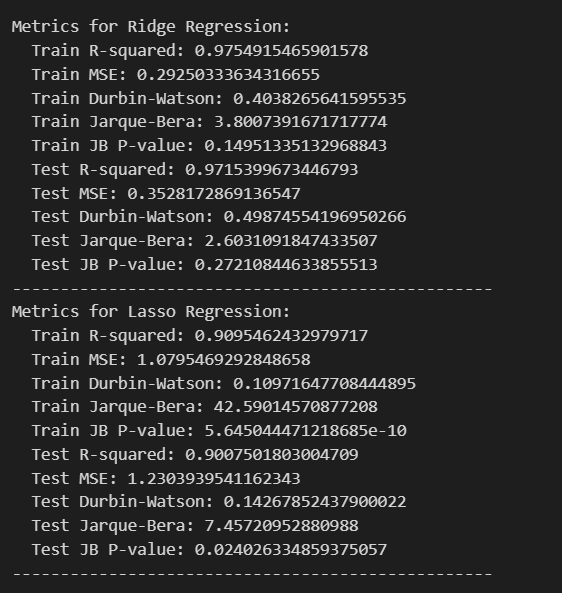 Metrics for Ridge Regression:
Train R-squared: 0.9754915465901578
Train MSE: 0.29250333634316655
Train Durbin-Watson: 0.4038265641595535
Train Jarque-Bera: 3.8007391671717774
Train JB P-value: 0.14951335132968843
Test R-squared: 0.9715399673446793
Test MSE: 0.3528172869136547
Test Durbin-Watson: 0.49874554196950266
Test Jarque-Bera: 2.6031091847433507
Test JB P-value: 0.27210844633855513
--------------------------------------------------
Metrics for Lasso Regression:
Train R-squared: 0.9095462432979717
Train MSE: 1.0795469292848658
Train Durbin-Watson: 0.10971647708444895
Train Jarque-Bera: 42.59014570877208
Train JB P-value: 5.645044471218685e-10
Test R-squared: 0.9007501803004709
Test MSE: 1.2303939541162343
Test Durbin-Watson: 0.14267852437900022
Test Jarque-Bera: 7.45720952880988
Test JB P-value: 0.024026334859375057
--------------------------------------------------